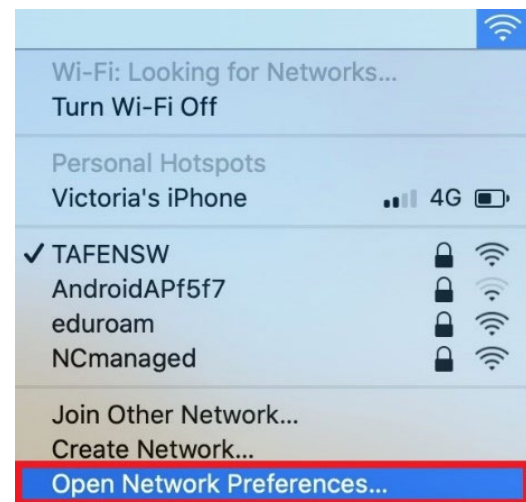 Wi-Fi: Looking for Networks...
Turn Wi-Fi Off
Personal Hotspots
Victoria's iPhone 4G
✓ TAFENSW
AndroidAPf5f7
eduroam
NCmanaged
Join Other Network...
Create Network...
Open Network Preferences...